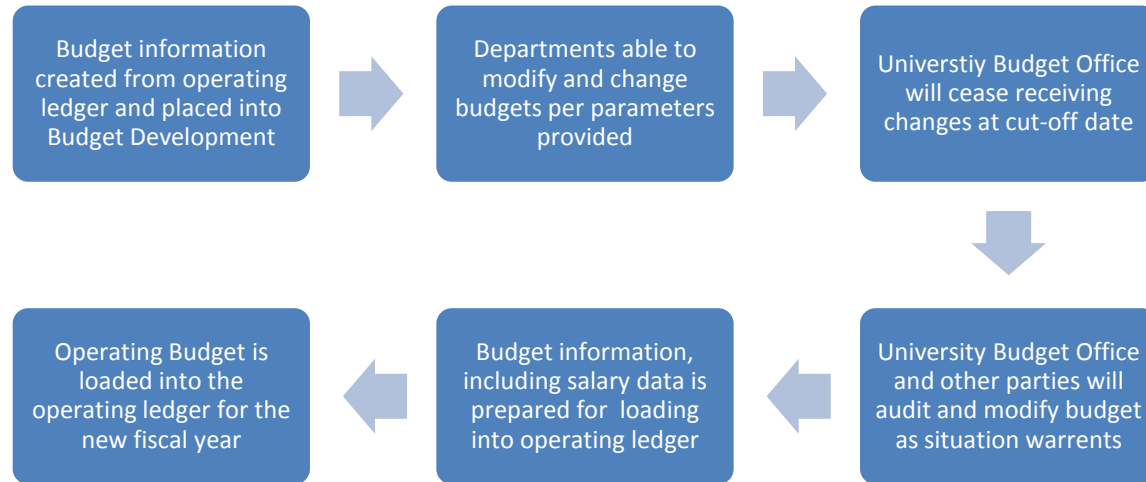 Budget information
created from operating
ledger and placed into
Budget Development
Departments able to
modify and change
budgets per parameters
provided
Universtiy Budget Office
will cease receiving
changes at cut-off date
University Budget Office
and other parties will
audit and modify budget
as situation warrents
Budget information,
including salary data is
prepared for loading
into operating ledger
Operating Budget is
loaded into the
operating ledger for the
new fiscal year